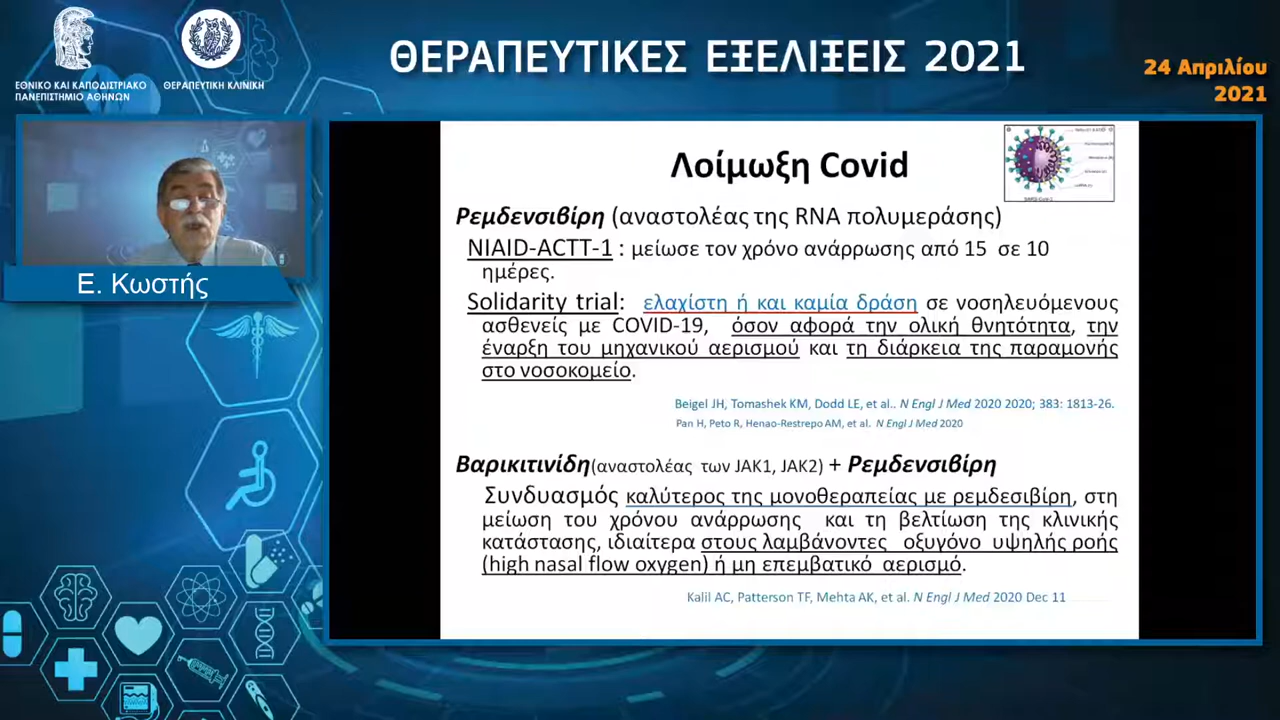 ΕΘΝΙΚΟ ΚΑΙ ΚΑΠΟΔΙΣΤΡΙΑΚΟ
ΠΑΝΕΠΙΣΤΗΜΙΟ ΑΘΗΝΩΝ
ΘΕΡΑΠΕΥΤΙΚΗ ΚΛΙΝΙΚΗ
ΘΕΡΑΠΕΥΤΙΚΕΣ ΕΞΕΛΙΞΕΙΣ 2021
24 Απριλίου
2021
Ε. Κωστής
Λοίμωξη Covid
Ρεμδενσιβίρη (αναστολέας της RNA πολυμεράσης)
NIAID-ACTT-1 : μείωσε τον χρόνο ανάρρωσης από 15 σε 10
ημέρες.
Solidarity trial: ελαχίστη ή και καμία δράση σε νοσηλευόμενους
ασθενείς με COVID-19, όσον αφορά την ολική θνητότητα, την
έναρξη του μηχανικού αερισμού και τη διάρκεια της παραμονής
στο νοσοκομείο.
Beigel JH, Tomashek KM, Dodd LE, et al.. N Engl J Med 2020 2020; 383: 1813-26.
Pan H, Peto R, Henao-Restrepo AM, et al. N Engl J Med 2020
Βαρικιτινίδη(αναστολέας των JAK1, JAK2) + Ρεμδενσιβίρη
Συνδυασμός καλύτερος της μονοθεραπείας με ρεμδεσιβίρη, στη
μείωση του χρόνου ανάρρωσης και τη βελτίωση της κλινικής
κατάστασης, ιδιαίτερα στους λαμβάνοντες οξυγόνο υψηλής ροής
(high nasal flow oxygen) ή μη επεμβατικό αερισμό.
Kalil AC, Patterson TF, Mehta AK, et al. N Engl J Med 2020 Dec 11